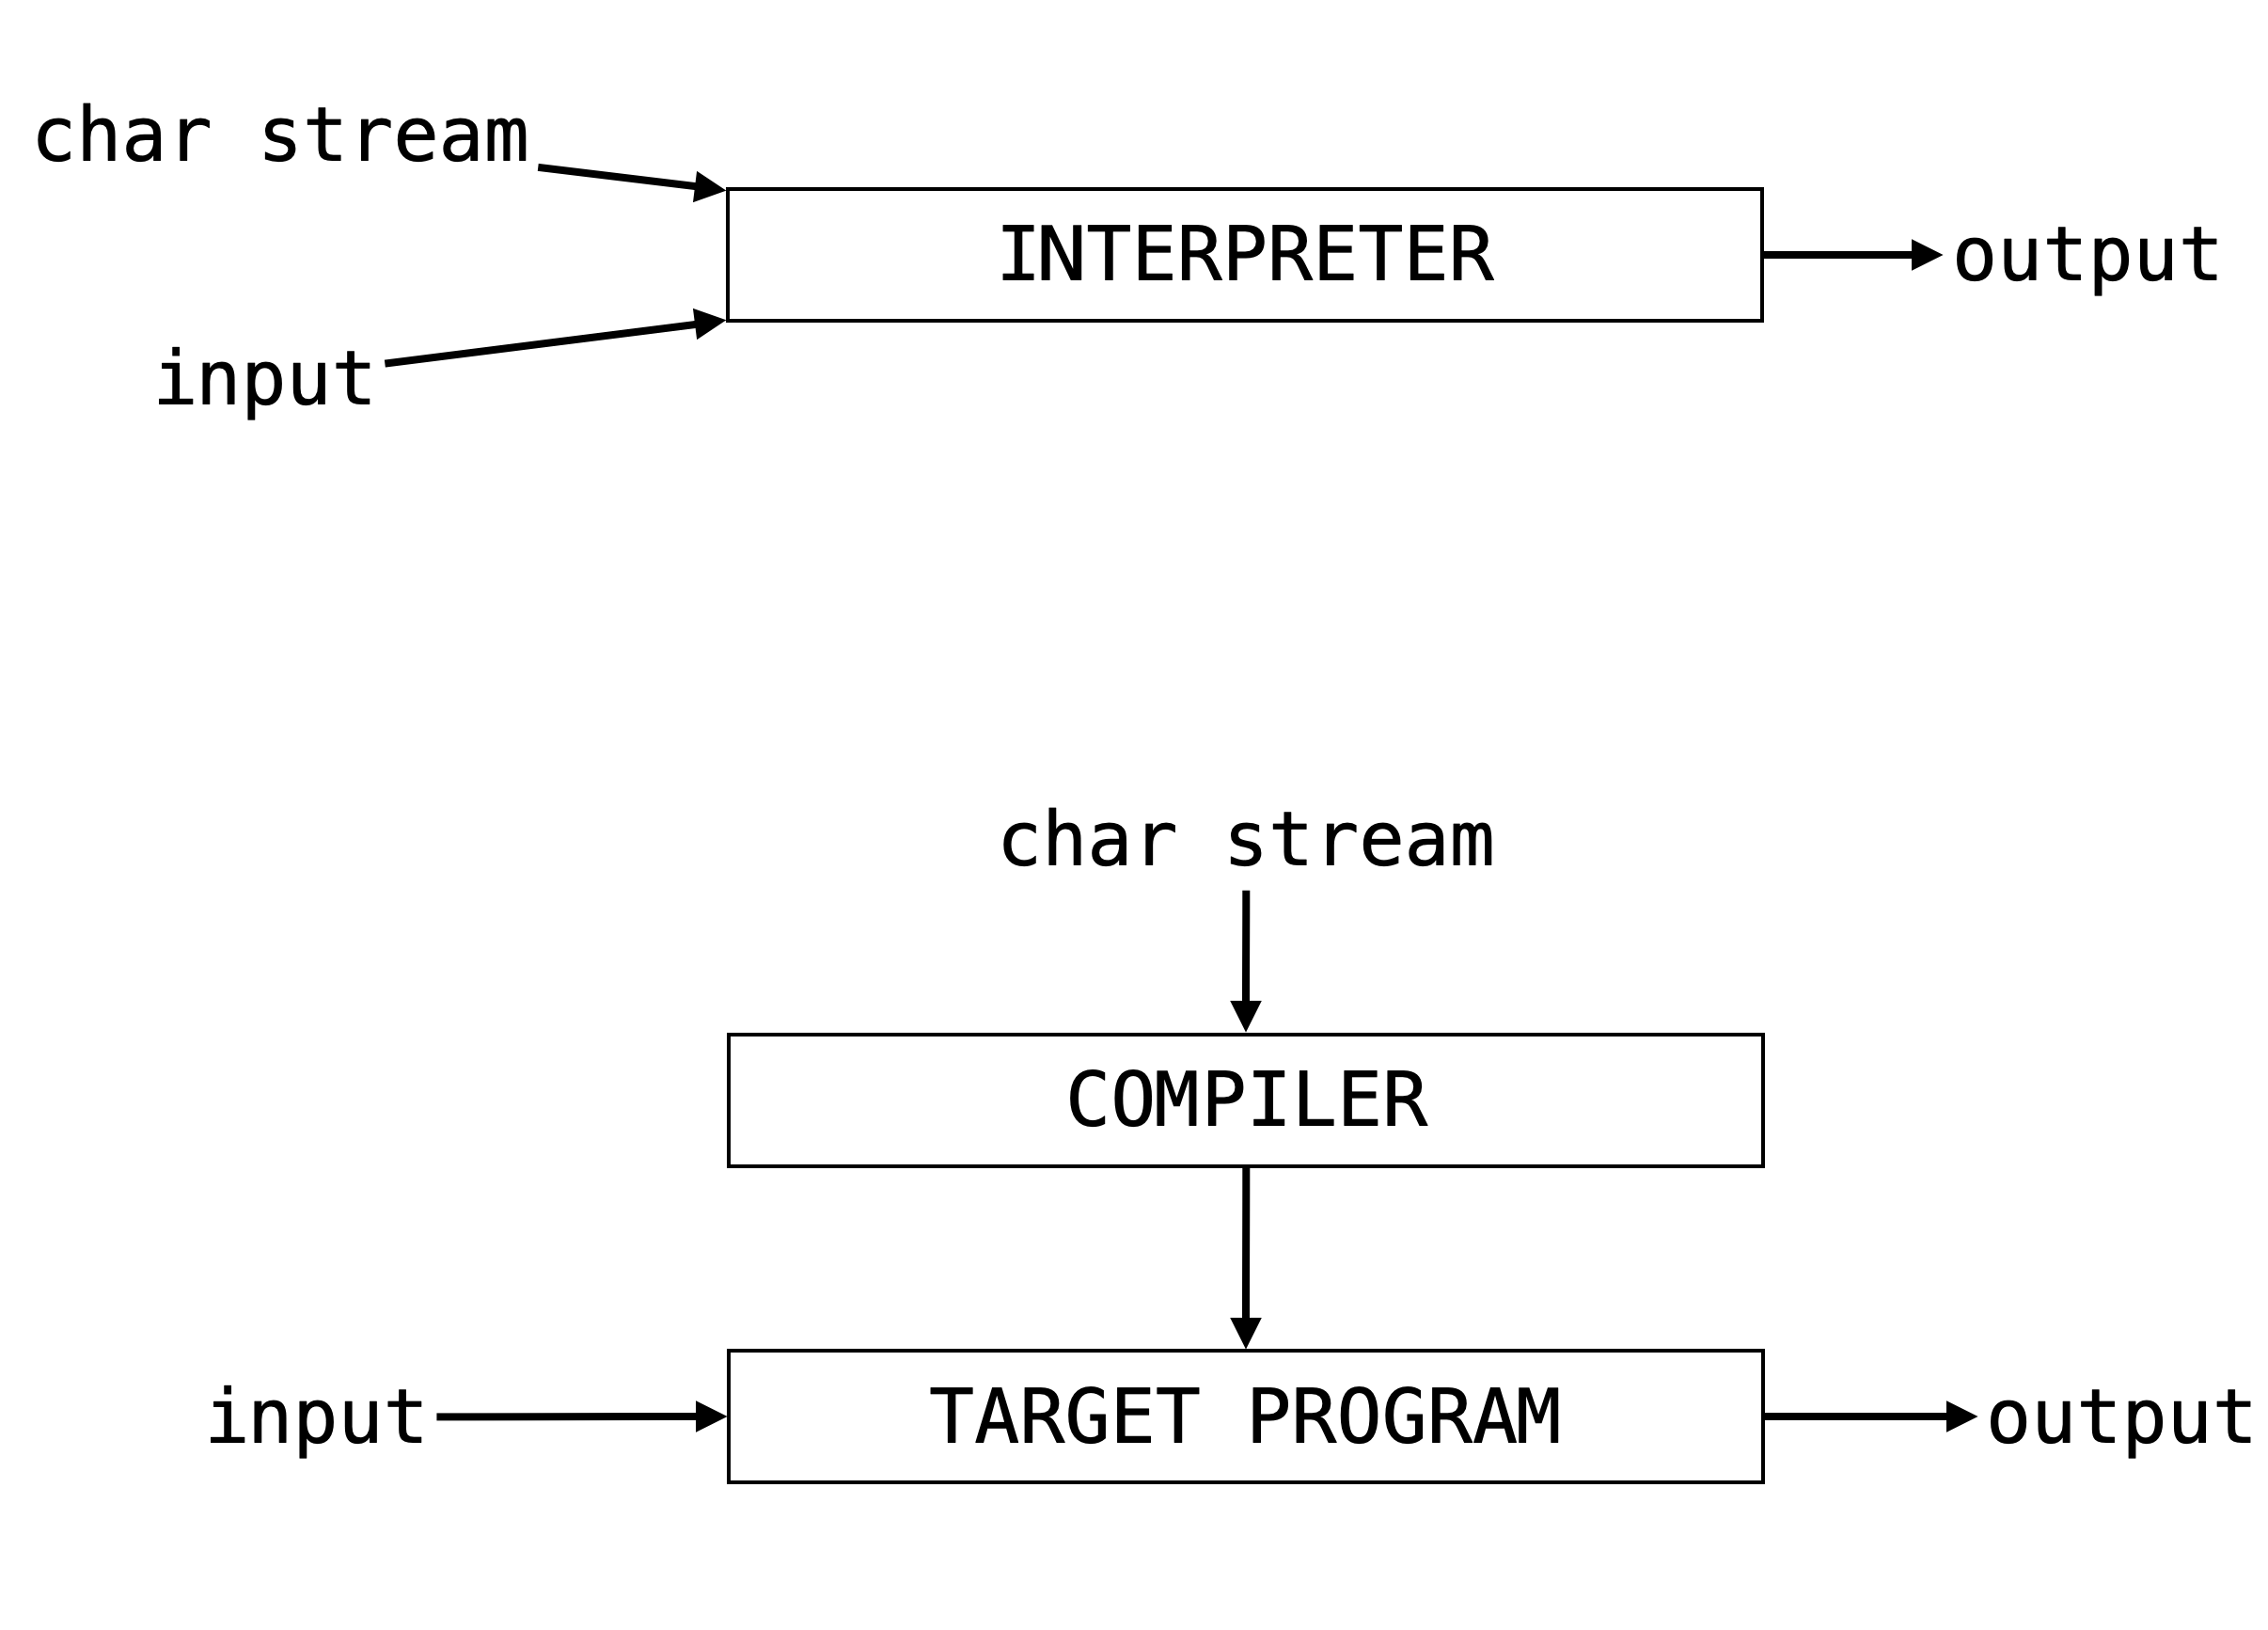 char stream
INTERPRETER
output
input
char stream
COMPILER
input
TARGET PROGRAM
output